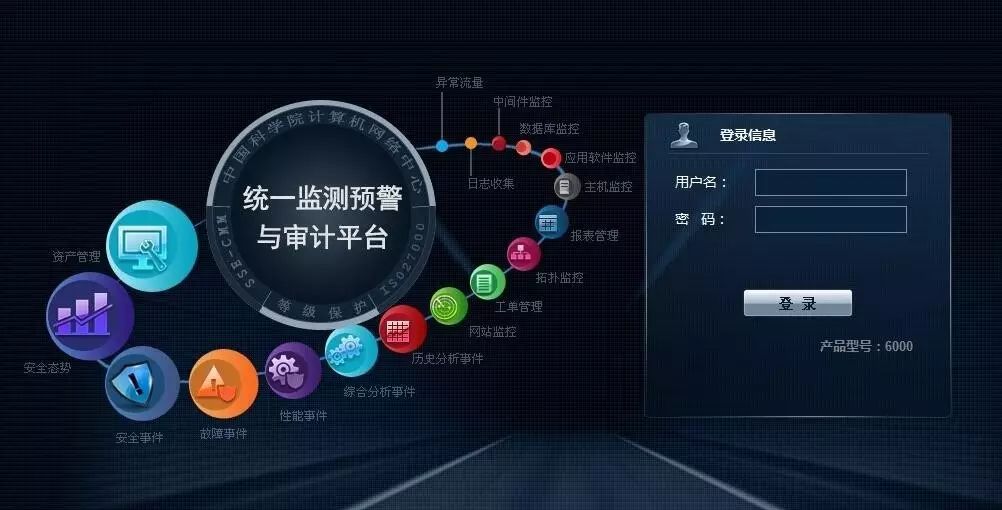 异常流量
中间件监控
数据库监控
应用软件监控
日志收集
主机监控
报表管理
拓扑监控
工单管理
网站监控
历史分析事件
综合分析事件
性能事件
故障事件
安全事件
安全态势
资产管理
中国科学院计算机网络中心
统一监测预警
与审计平台
SSE-CMM
等级保护
ISO27000
登录信息
用户名：
密 码：
登 录
产品型号：6000